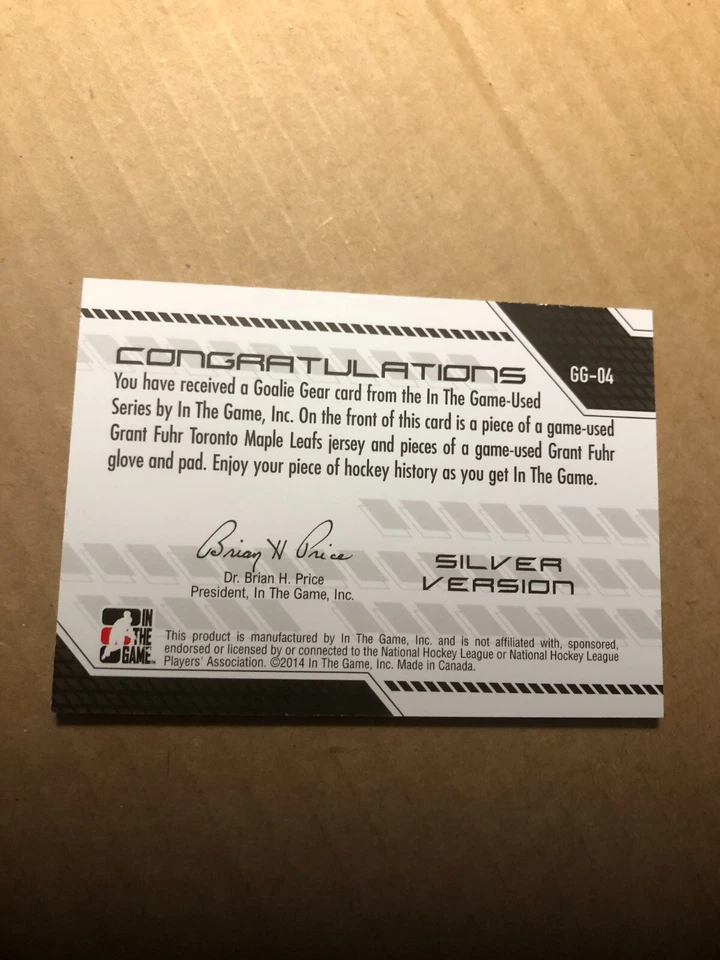 CONGRATULATIONS
GG-04
You have received a Goalie Gear card from the In The Game-Used
Series by In The Game, Inc. On the front of this card is a piece of a game-used
Grant Fuhr Toronto Maple Leafs jersey and pieces of a game-used Grant Fuhr
glove and pad. Enjoy your piece of hockey history as you get In The Game.
Brian H Price
Dr. Brian H. Price
President, In The Game, Inc.
SILVER
VERSION
IN
THE
GAME
This product is manufactured by In The Game, Inc. and is not affiliated with, sponsored,
endorsed or licensed by or connected to the National Hockey League or National Hockey League
Players' Association. ©2014 In The Game, Inc. Made in Canada.